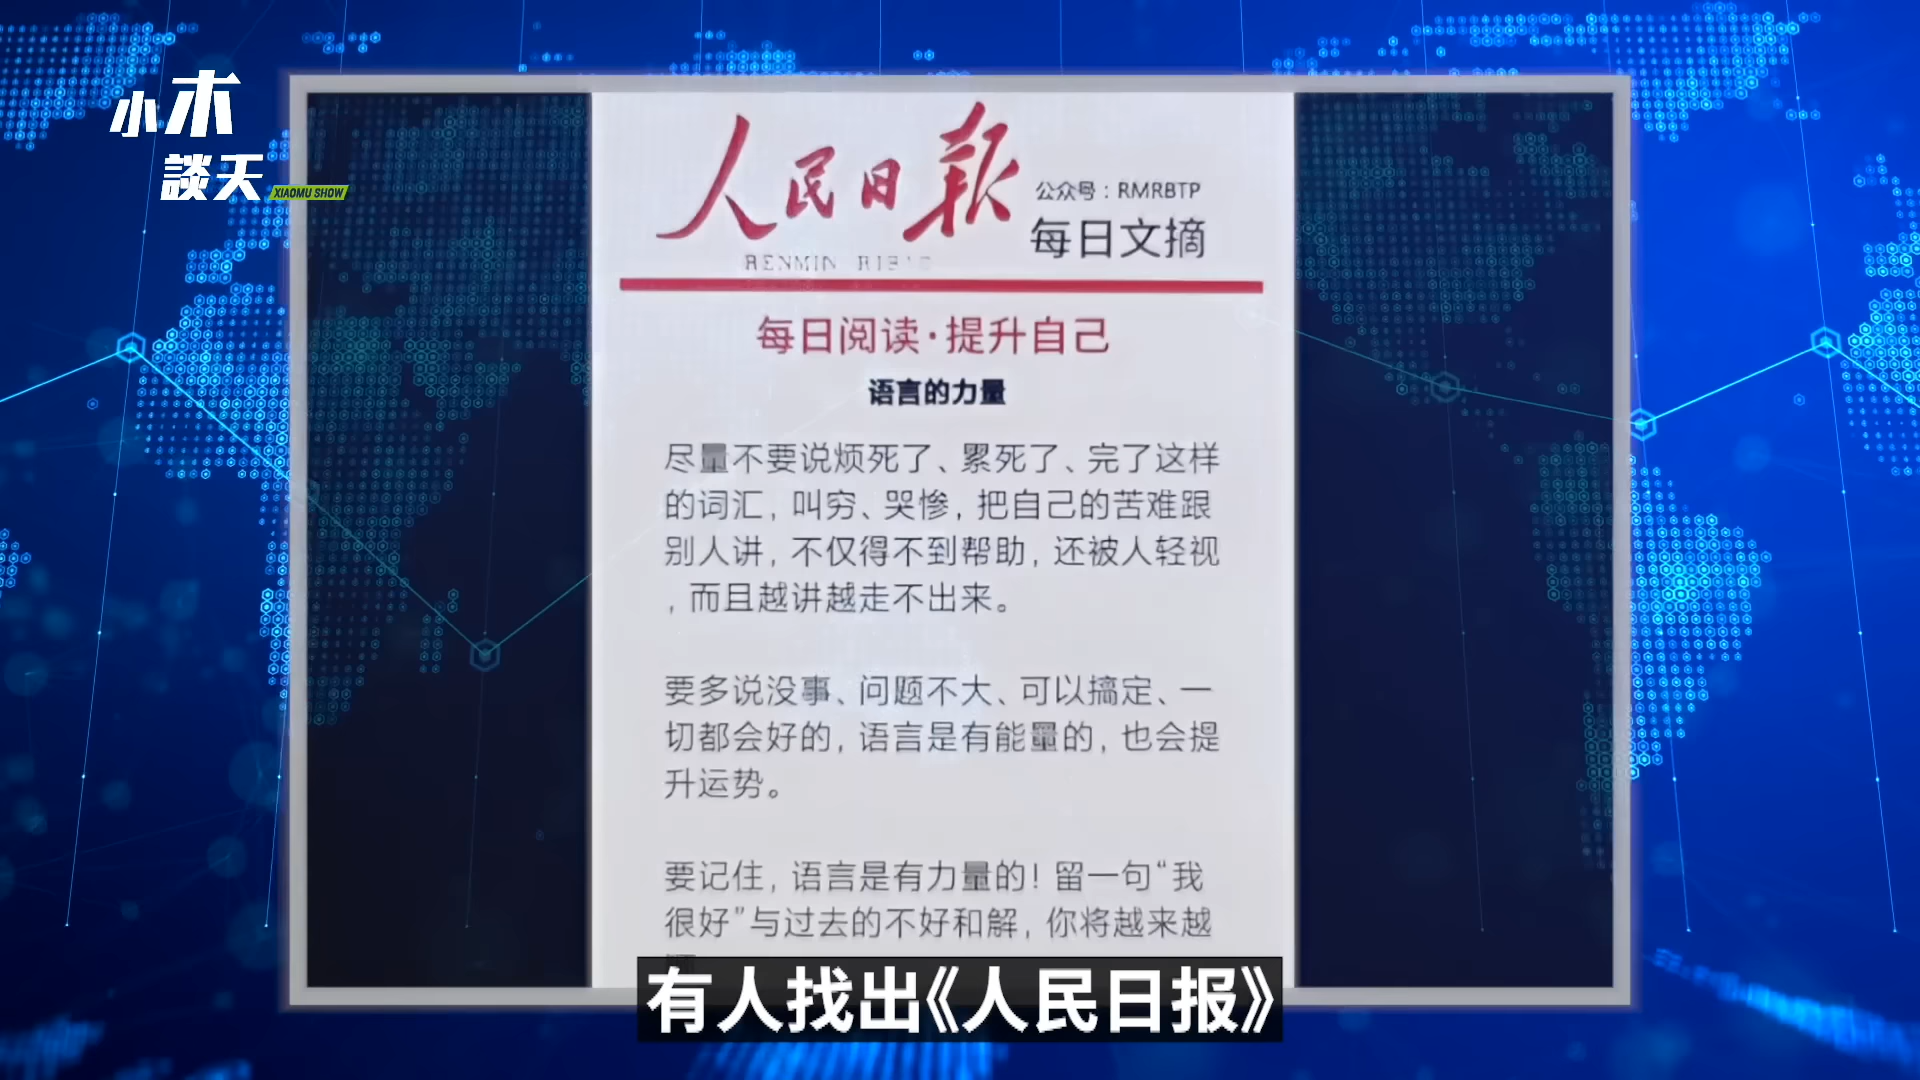 小木
談天
XIAOMU SHOW
人民日报
公众号：RMRBTP
每日文摘
RENMIN
每日阅读·提升自己
语言的力量
尽量不要说烦死了、累死了、完了这样
的词汇，叫穷、哭惨，把自己的苦难跟
别人讲，不仅得不到帮助，还被人轻视
，而且越讲越走不出来。
要多说没事、问题不大、可以搞定、一
切都会好的，语言是有能量的，也会提
升运势。
要记住，语言是有力量的！留一句“我
很好”与过去的不好和解，你将越来越
有人找出《人民日报》